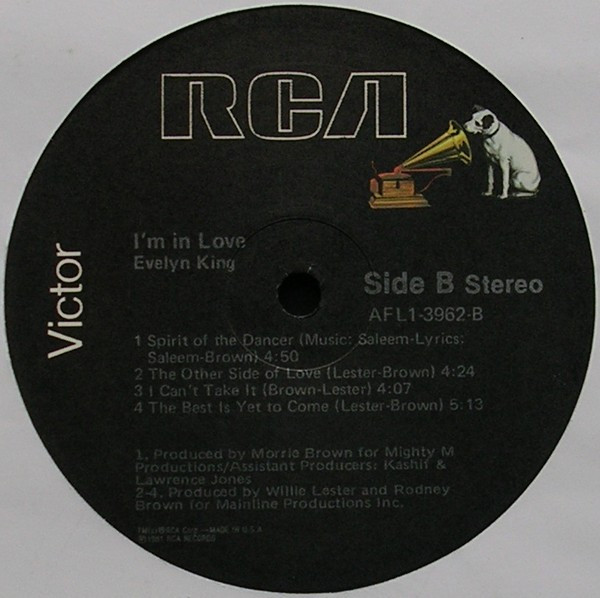 RCA
Victor
I'm in Love
Evelyn King
Side B Stereo
AFL1-3962-B
1 Spirit of the Dancer (Music: Saleem-Lyrics:
Saleem-Brown) 4:50
2 The Other Side of Love (Lester-Brown) 4:24
3 I Can't Take It (Brown-Lester) 4:07
4 The Best Is Yet to Come (Lester-Brown) 5:13
1. Produced by Morrie Brown for Mighty M
Productions/Assistant Producers: Kashif &
Lawrence Jones
2-4. Produced by Willie Lester and Rodney
Brown for Mainline Productions Inc.
TMK(S)®RCA Corp.—MADE IN U.S.A.
℗1981 RCA RECORDS